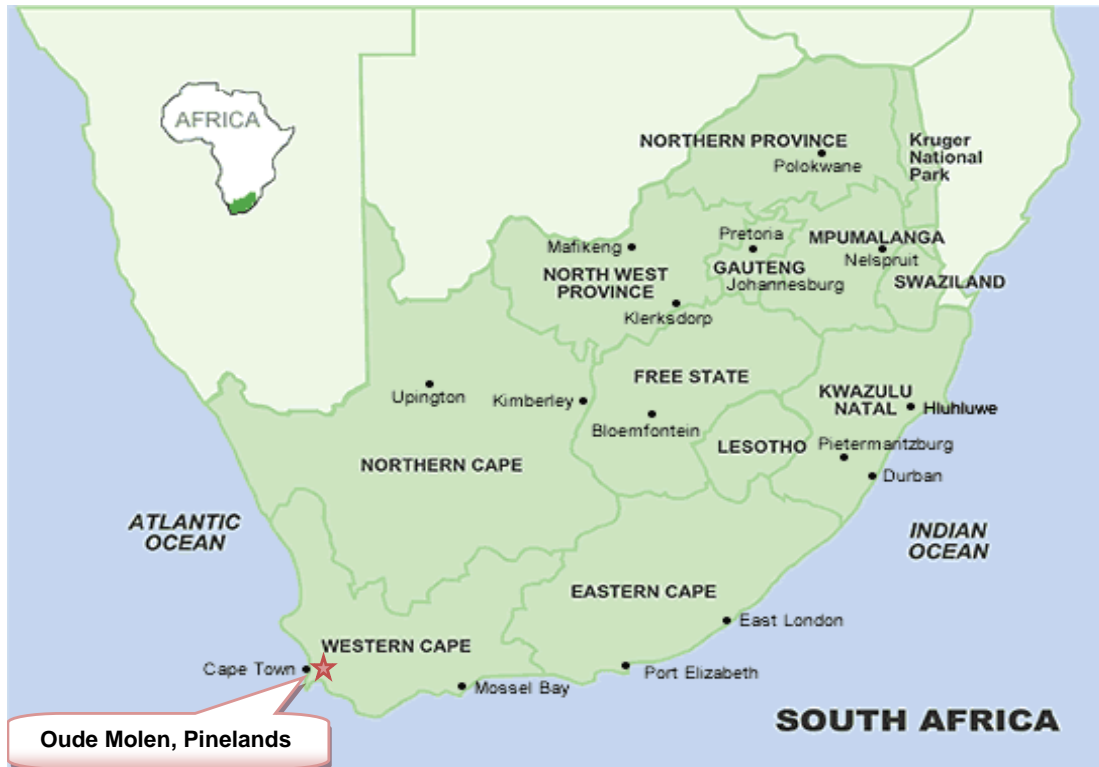 AFRICA
NORTHERN PROVINCE
Polokwane
Kruger
National
Park
Mafikeng
Pretoria
MPUMALANGA
Nelspruit
NORTH WEST
PROVINCE
GAUTENG
Johannesburg
SWAZILAND
Klerksdorp
FREE STATE
Upington
Kimberley
KWAZULU
NATAL
Hluhluwe
Bloemfontein
LESOTHO
Pietermantzburg
NORTHERN CAPE
Durban
ATLANTIC
OCEAN
INDIAN
OCEAN
EASTERN CAPE
East London
WESTERN CAPE
Cape Town
Port Elizabeth
Mossel Bay
SOUTH AFRICA
Oude Molen, Pinelands